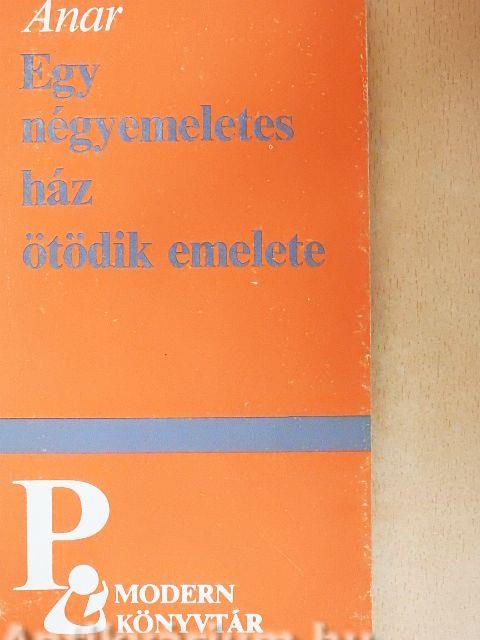 Anar
Egy
négyemeletes
ház
ötödik emelete
P
MODERN
KÖNYVTÁR